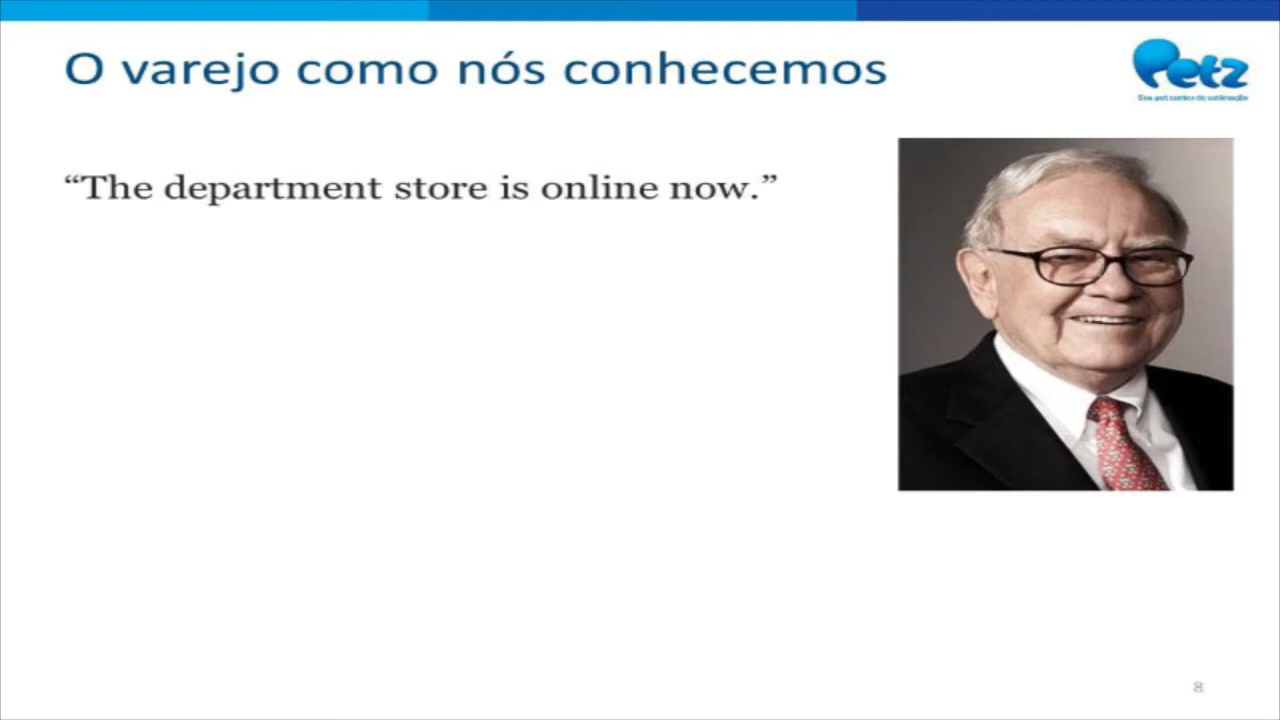 O varejo como nós conhecemos
Petz
“The department store is online now.”
8